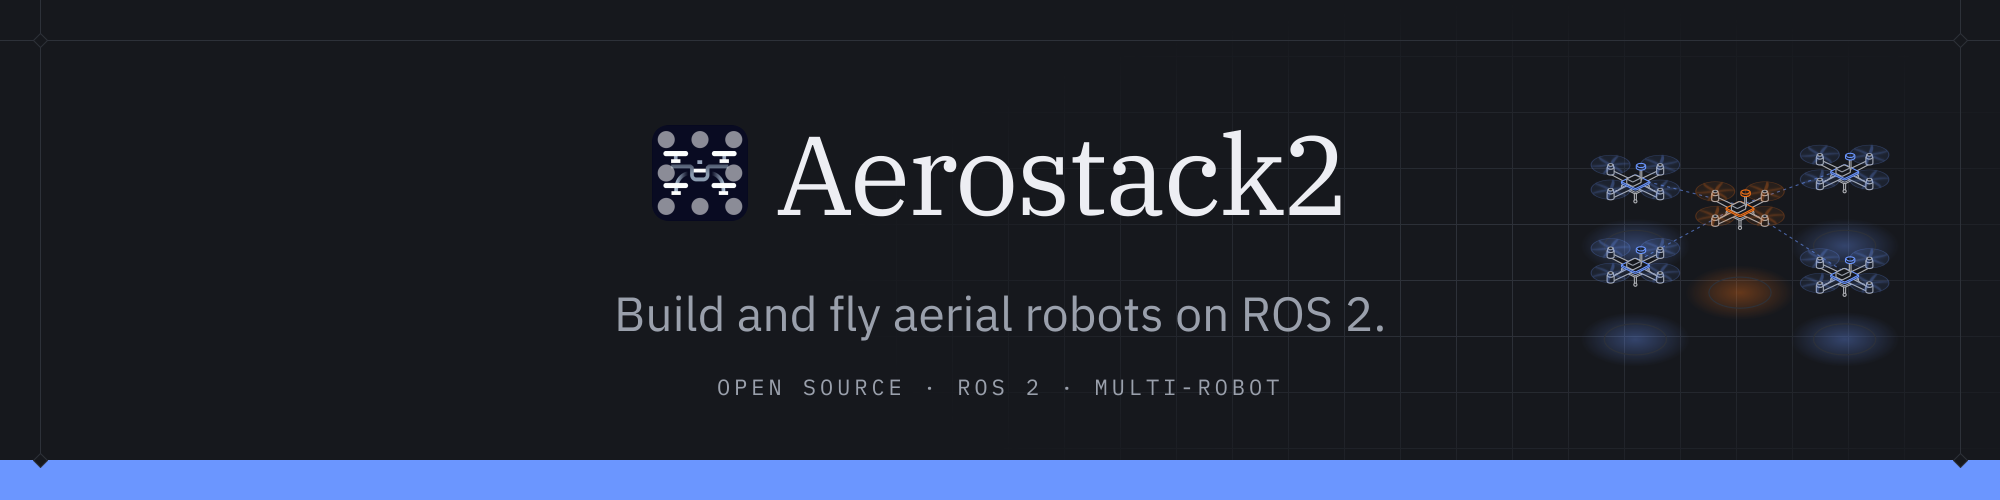 Aerostack2
Build and fly aerial robots on ROS 2.
OPEN SOURCE · ROS 2 · MULTI-ROBOT